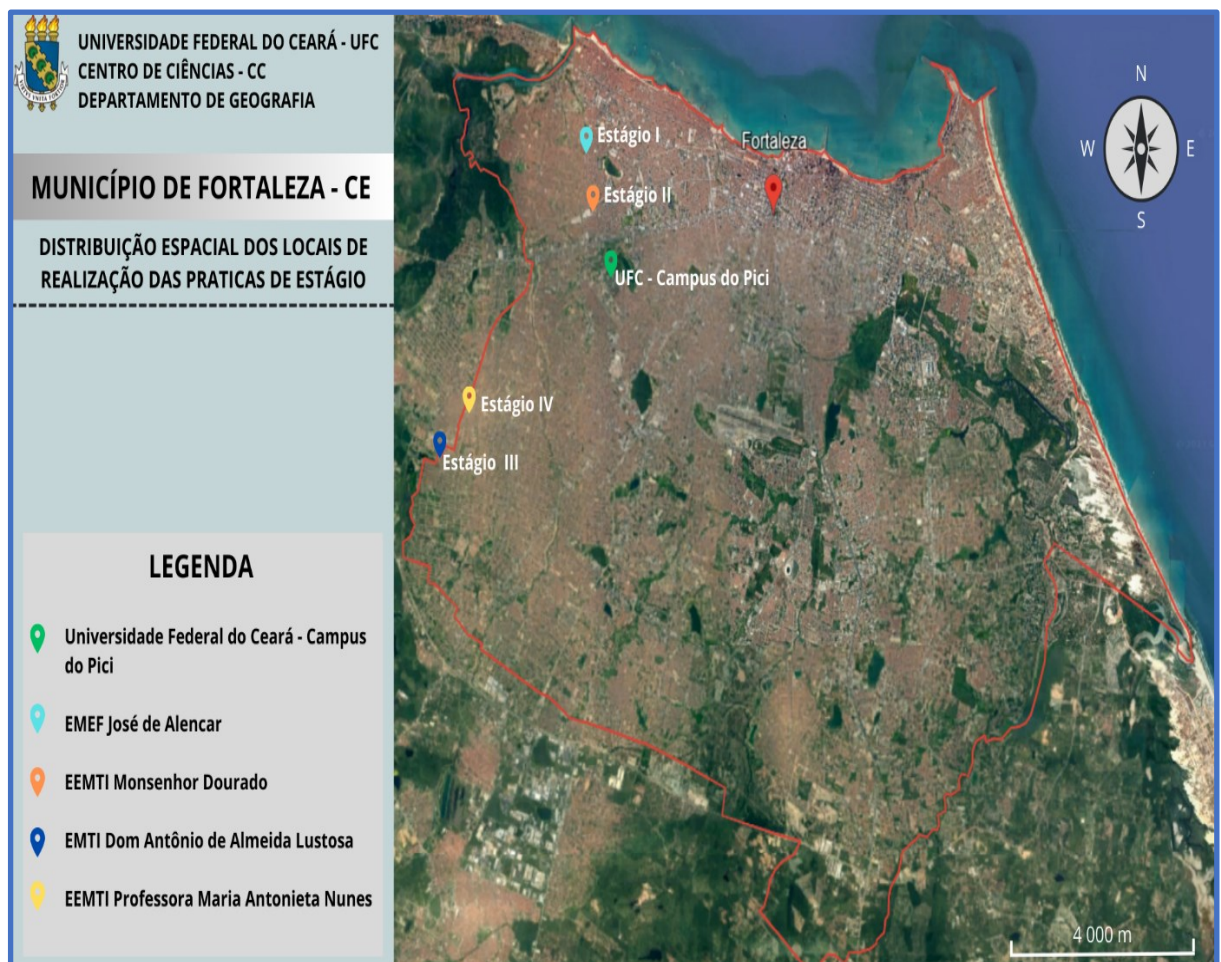 UNIVERSIDADE FEDERAL DO CEARÁ - UFC
CENTRO DE CIÊNCIAS - CC
DEPARTAMENTO DE GEOGRAFIA
MUNICÍPIO DE FORTALEZA - CE
DISTRIBUIÇÃO ESPACIAL DOS LOCAIS DE
REALIZAÇÃO DAS PRATICAS DE ESTÁGIO
LEGENDA
Universidade Federal do Ceará - Campus
do Pici
EMEF José de Alencar
EEMTI Monsenhor Dourado
EMTI Dom Antônio de Almeida Lustosa
EEMTI Professora Maria Antonieta Nunes
Estágio I
Fortaleza
Estágio II
UFC - Campus do Pici
Estágio IV
Estágio III
N
W
E
S
4 000 m